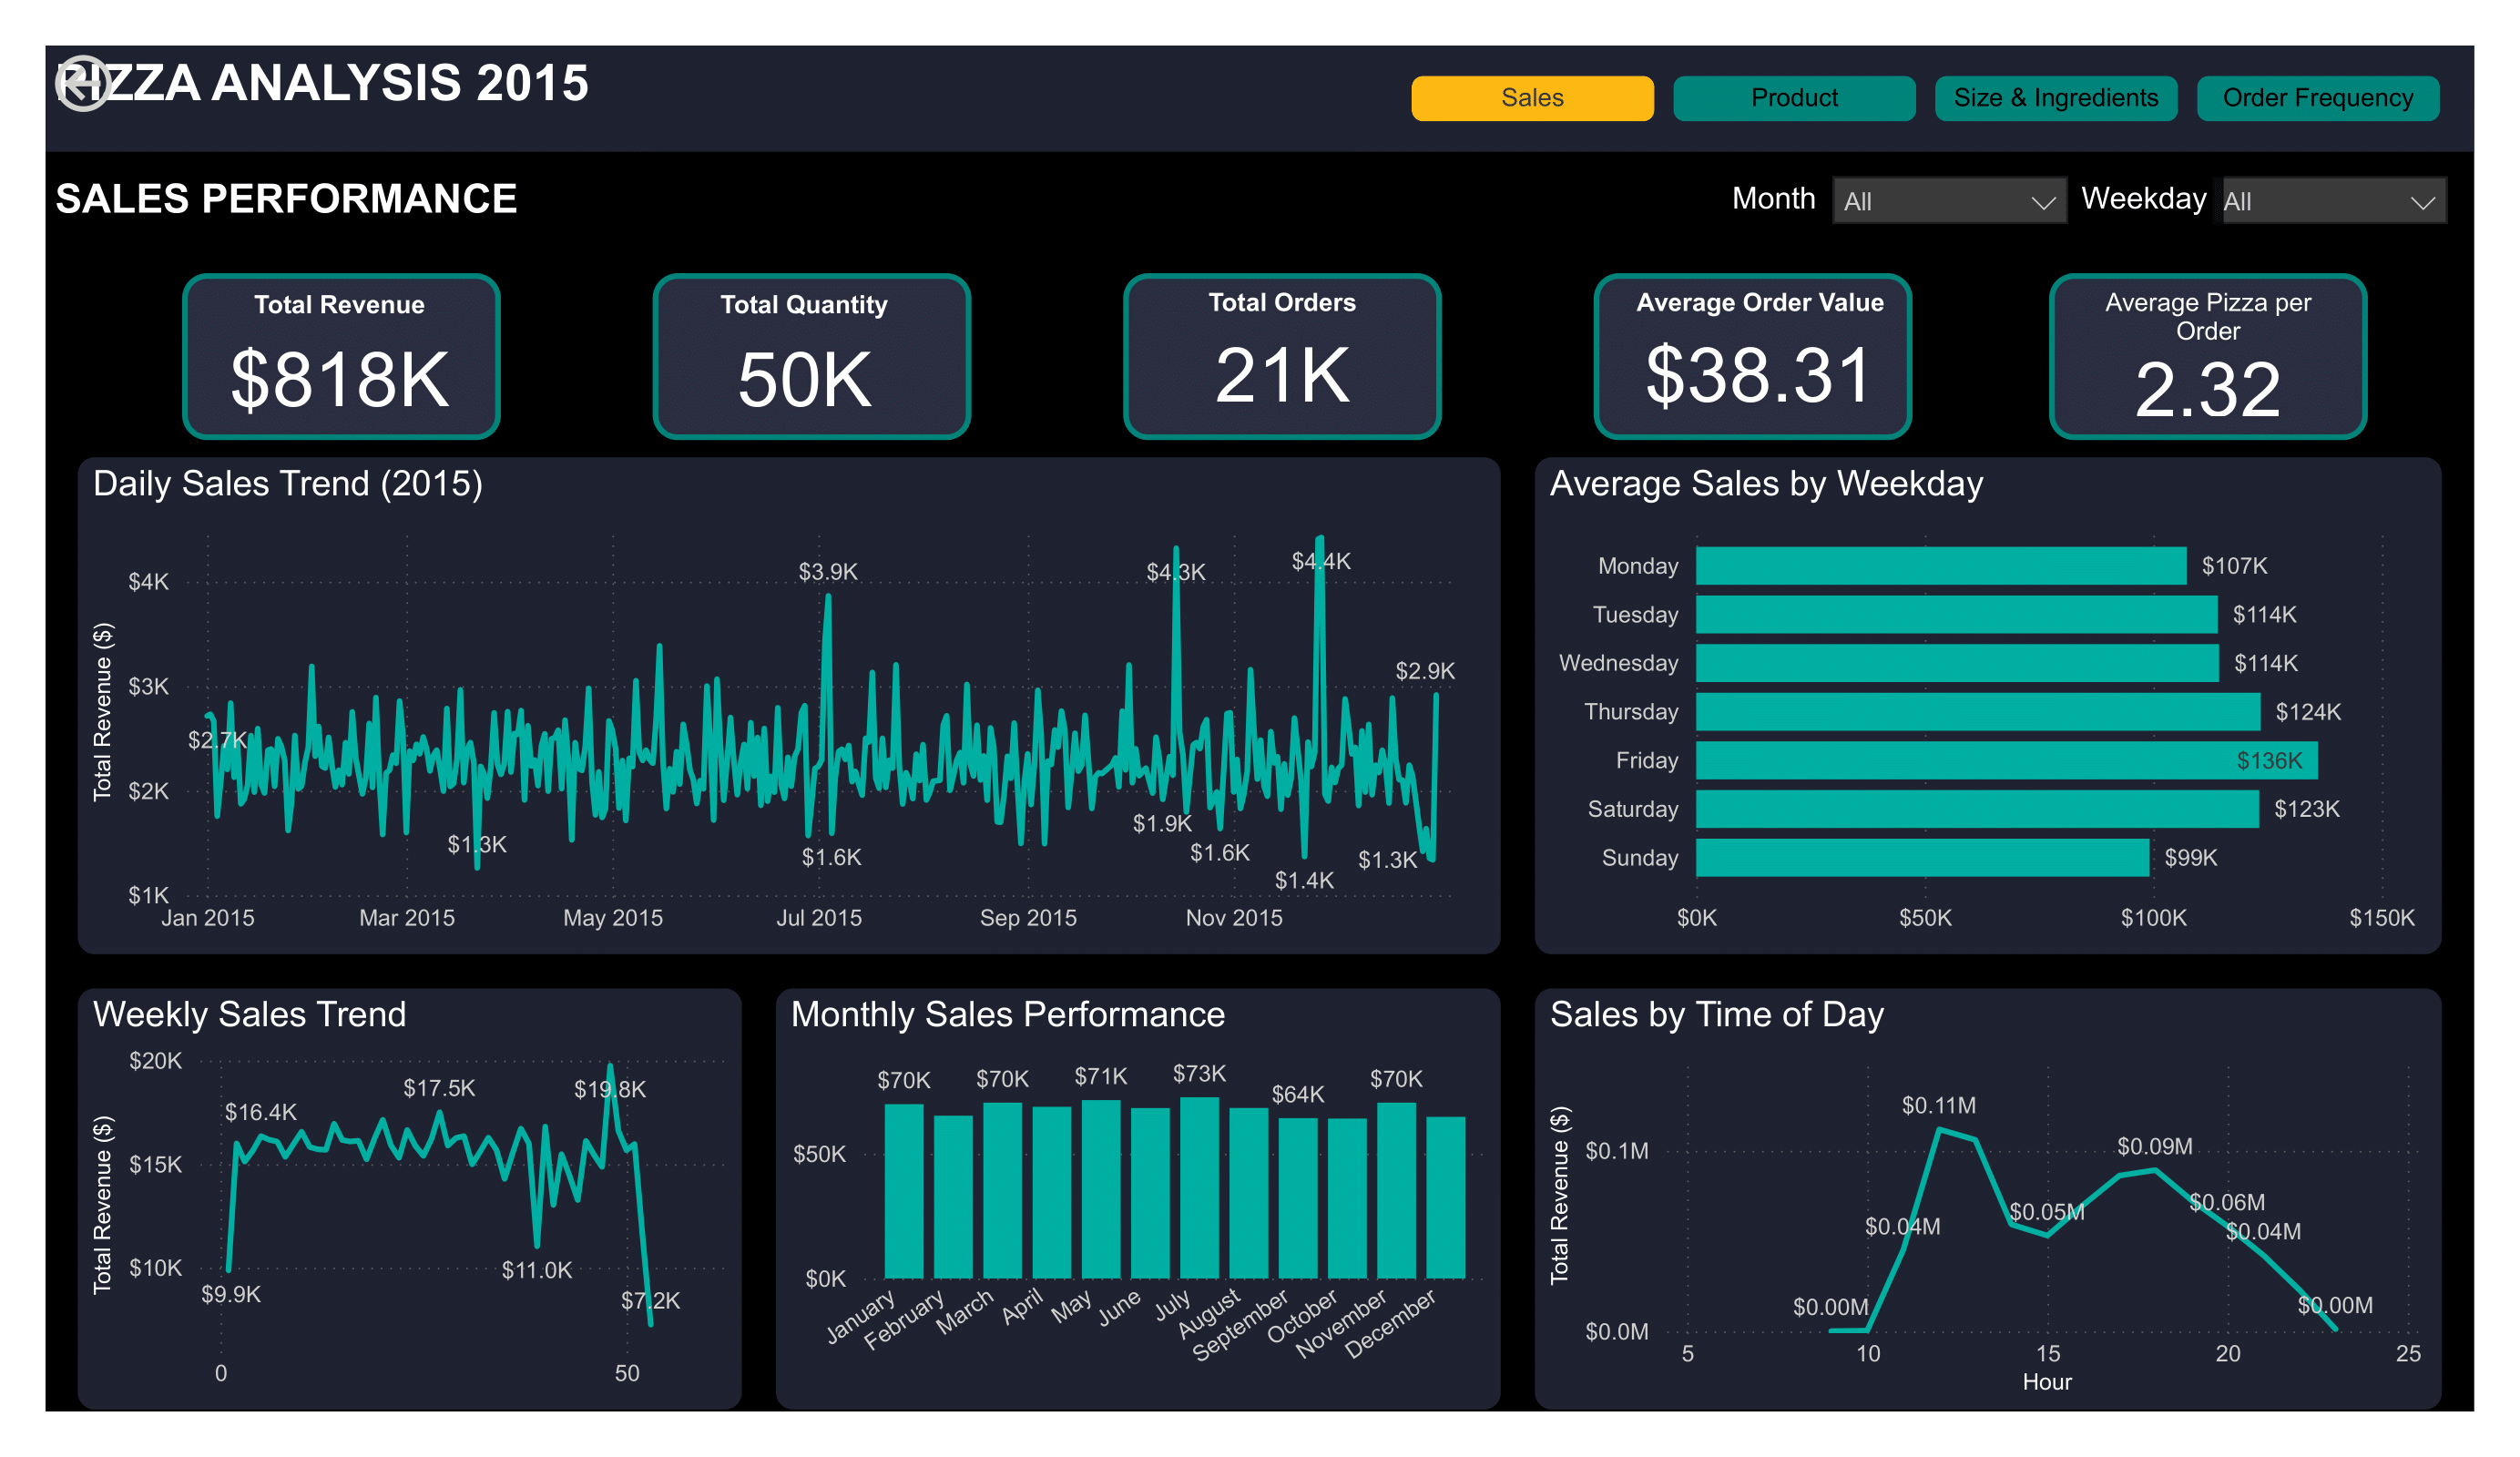 PIZZA ANALYSIS 2015
Sales
Product
Size & Ingredients
Order Frequency
SALES PERFORMANCE
Month
All
Weekday
All
Total Revenue
$818K
Total Quantity
50K
Total Orders
21K
Average Order Value
$38.31
Average Pizza per
Order
2.32
Daily Sales Trend (2015)
Total Revenue ($)
$4K
$3K
$2K
$1K
$2.7K
$1.3K
$3.9K
$1.6K
$4.3K
$1.9K
$1.6K
$4.4K
$1.4K
$1.3K
$2.9K
Jan 2015
Mar 2015
May 2015
Jul 2015
Sep 2015
Nov 2015
Average Sales by Weekday
Monday
$107K
Tuesday
$114K
Wednesday
$114K
Thursday
$124K
Friday
$136K
Saturday
$123K
Sunday
$99K
$0K
$50K
$100K
$150K
Weekly Sales Trend
Total Revenue ($)
$20K
$15K
$10K
$9.9K
$16.4K
$17.5K
$11.0K
$19.8K
$7.2K
0
50
Monthly Sales Performance
$50K
$0K
$70K
$70K
$71K
$73K
$64K
$70K
January
February
March
April
May
June
July
August
September
October
November
December
Sales by Time of Day
Total Revenue ($)
$0.1M
$0.0M
$0.00M
$0.04M
$0.11M
$0.05M
$0.09M
$0.06M
$0.04M
$0.00M
5
10
15
20
25
Hour